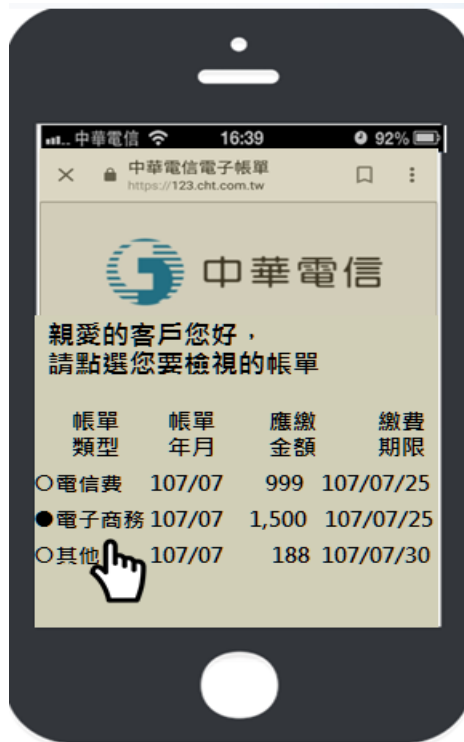 中華電信 16:39 92%
中華電信電子帳單
https://123.cht.com.tw
中華電信
親愛的客戶您好，
請點選您要檢視的帳單
帳單 帳單 應繳 繳費
類型 年月 金額 期限
○電信費 107/07 999 107/07/25
●電子商務 107/07 1,500 107/07/25
○其他 107/07 188 107/07/30